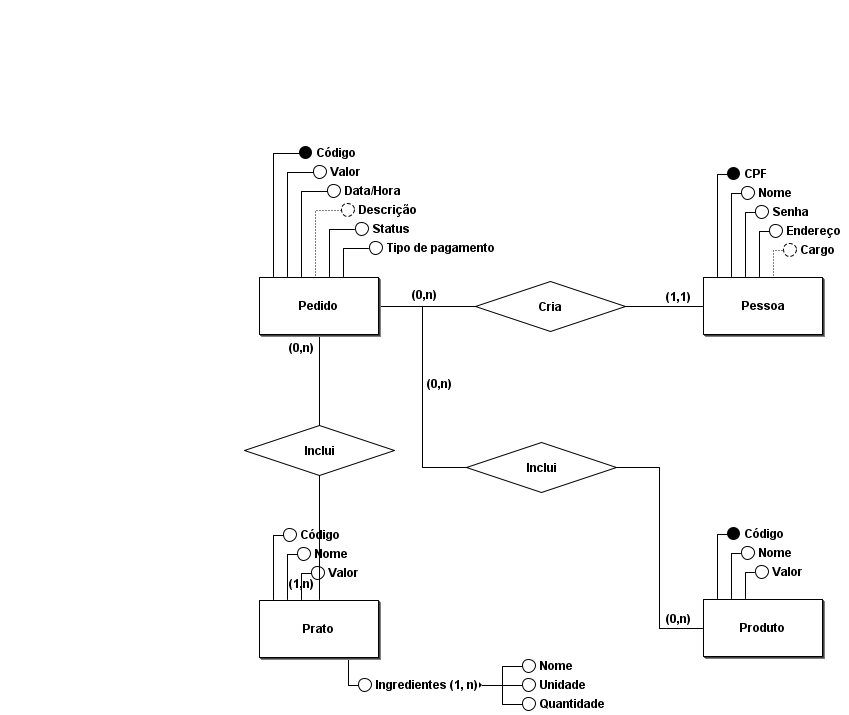 Código
Valor
Data/Hora
Descrição
Status
Tipo de pagamento
CPF
Nome
Senha
Endereço
Cargo
Pedido
(0,n)
Cria
(1,1)
Pessoa
(0,n)
(0,n)
Inclui
Inclui
Código
Nome
Valor
(1,n)
Prato
Código
Nome
Valor
(0,n)
Produto
Ingredientes (1, n)
Nome
Unidade
Quantidade